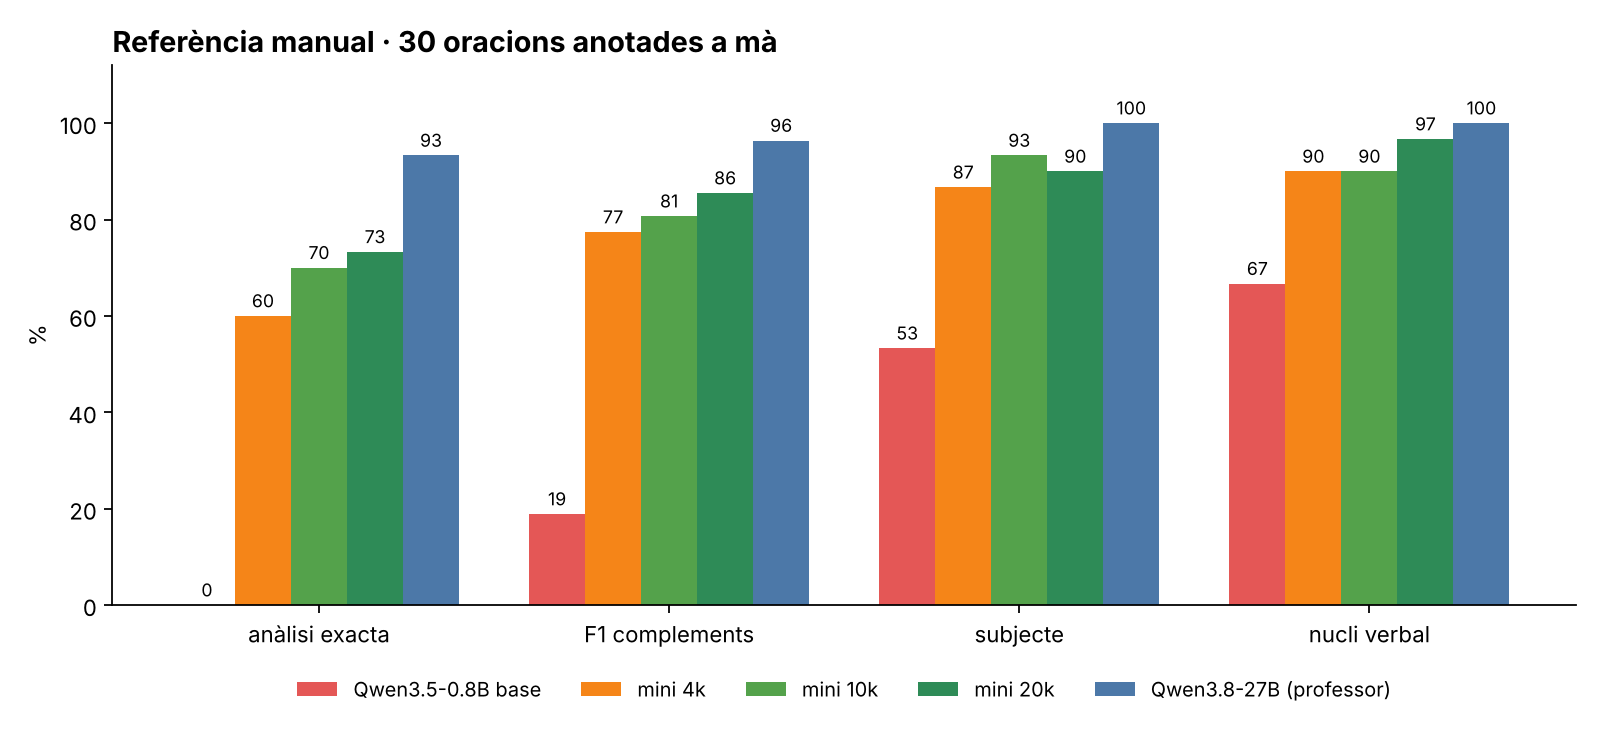 Referència manual · 30 oracions anotades a mà
%
100
80
60
40
20
0
0
60
70
73
93
19
77
81
86
96
53
87
93
90
100
67
90
90
97
100
anàlisi exacta
F1 complements
subjecte
nucli verbal
Qwen3.5-0.8B base
mini 4k
mini 10k
mini 20k
Qwen3.8-27B (professor)